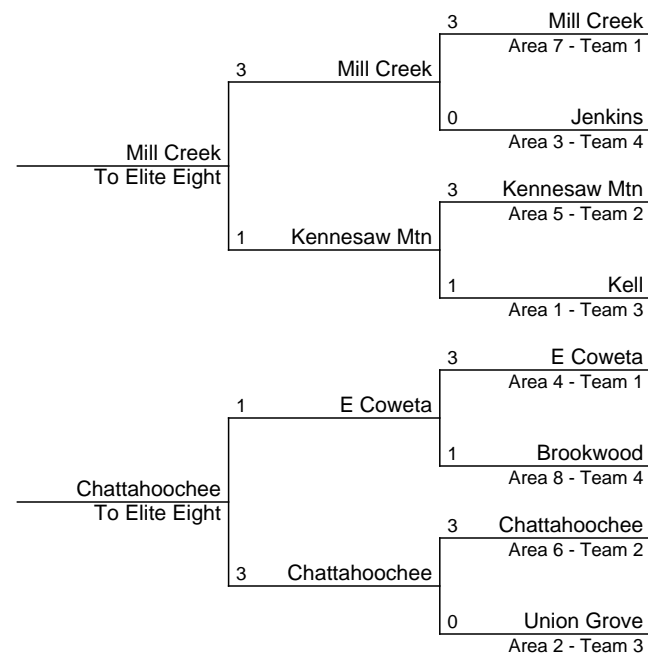 3 Mill Creek
Area 7 - Team 1
3 Mill Creek
0 Jenkins
Area 3 - Team 4
Mill Creek
To Elite Eight
3 Kennesaw Mtn
Area 5 - Team 2
1 Kennesaw Mtn
1 Kell
Area 1 - Team 3
3 E Coweta
Area 4 - Team 1
1 E Coweta
1 Brookwood
Area 8 - Team 4
Chattahoochee
To Elite Eight
3 Chattahoochee
Area 6 - Team 2
3 Chattahoochee
0 Union Grove
Area 2 - Team 3